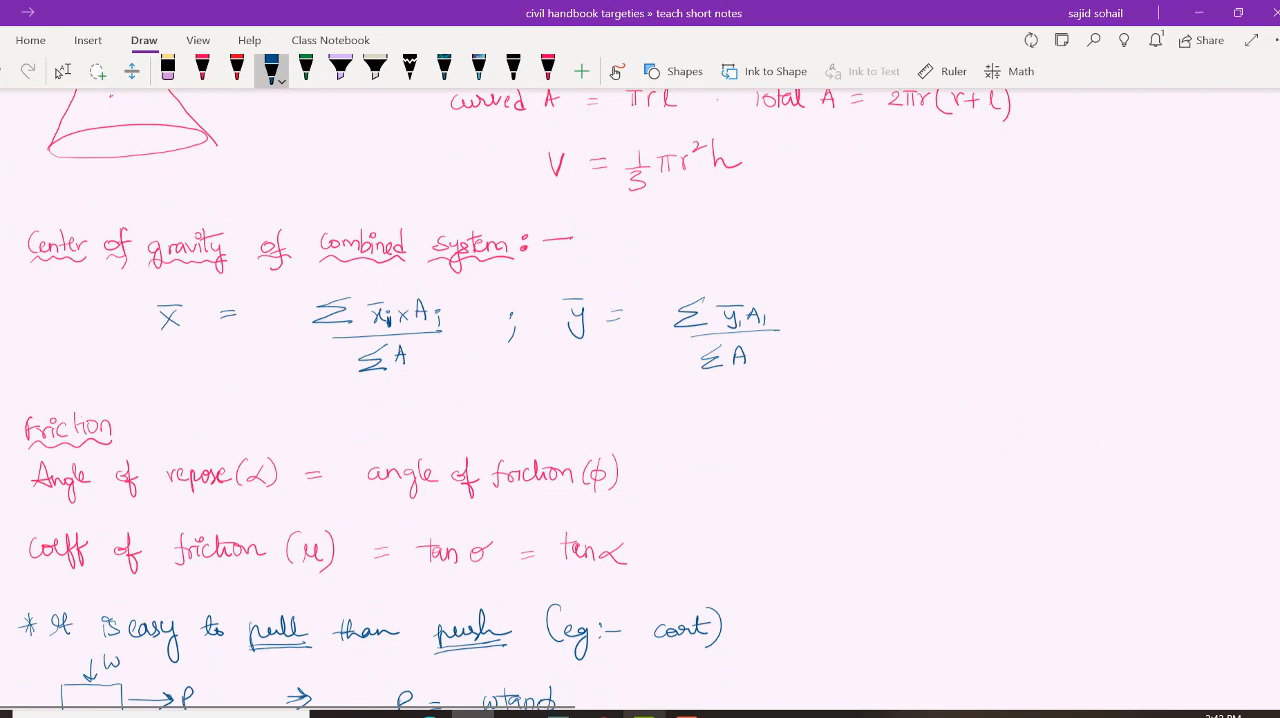 civil handbook targeties » teach short notes
sajid sohail
Home Insert Draw View Help Class Notebook
Share
Shapes Ink to Shape Ink to Text Ruler Math
curved A = πrl . Total A = 2πr(r+l)
V = 1/3 πr²h
Center of gravity of combined system:-
x̄ = Σ x̄i×Ai / ΣA ; ȳ = Σ ȳ₁A₁ / ΣA
Friction
Angle of repose(α) = angle of friction(ϕ)
Coeff of friction (μ) = tan σ = tanα
* It is easy to pull than push (eg:- cart)
W
P ⇒ P = wtanϕ